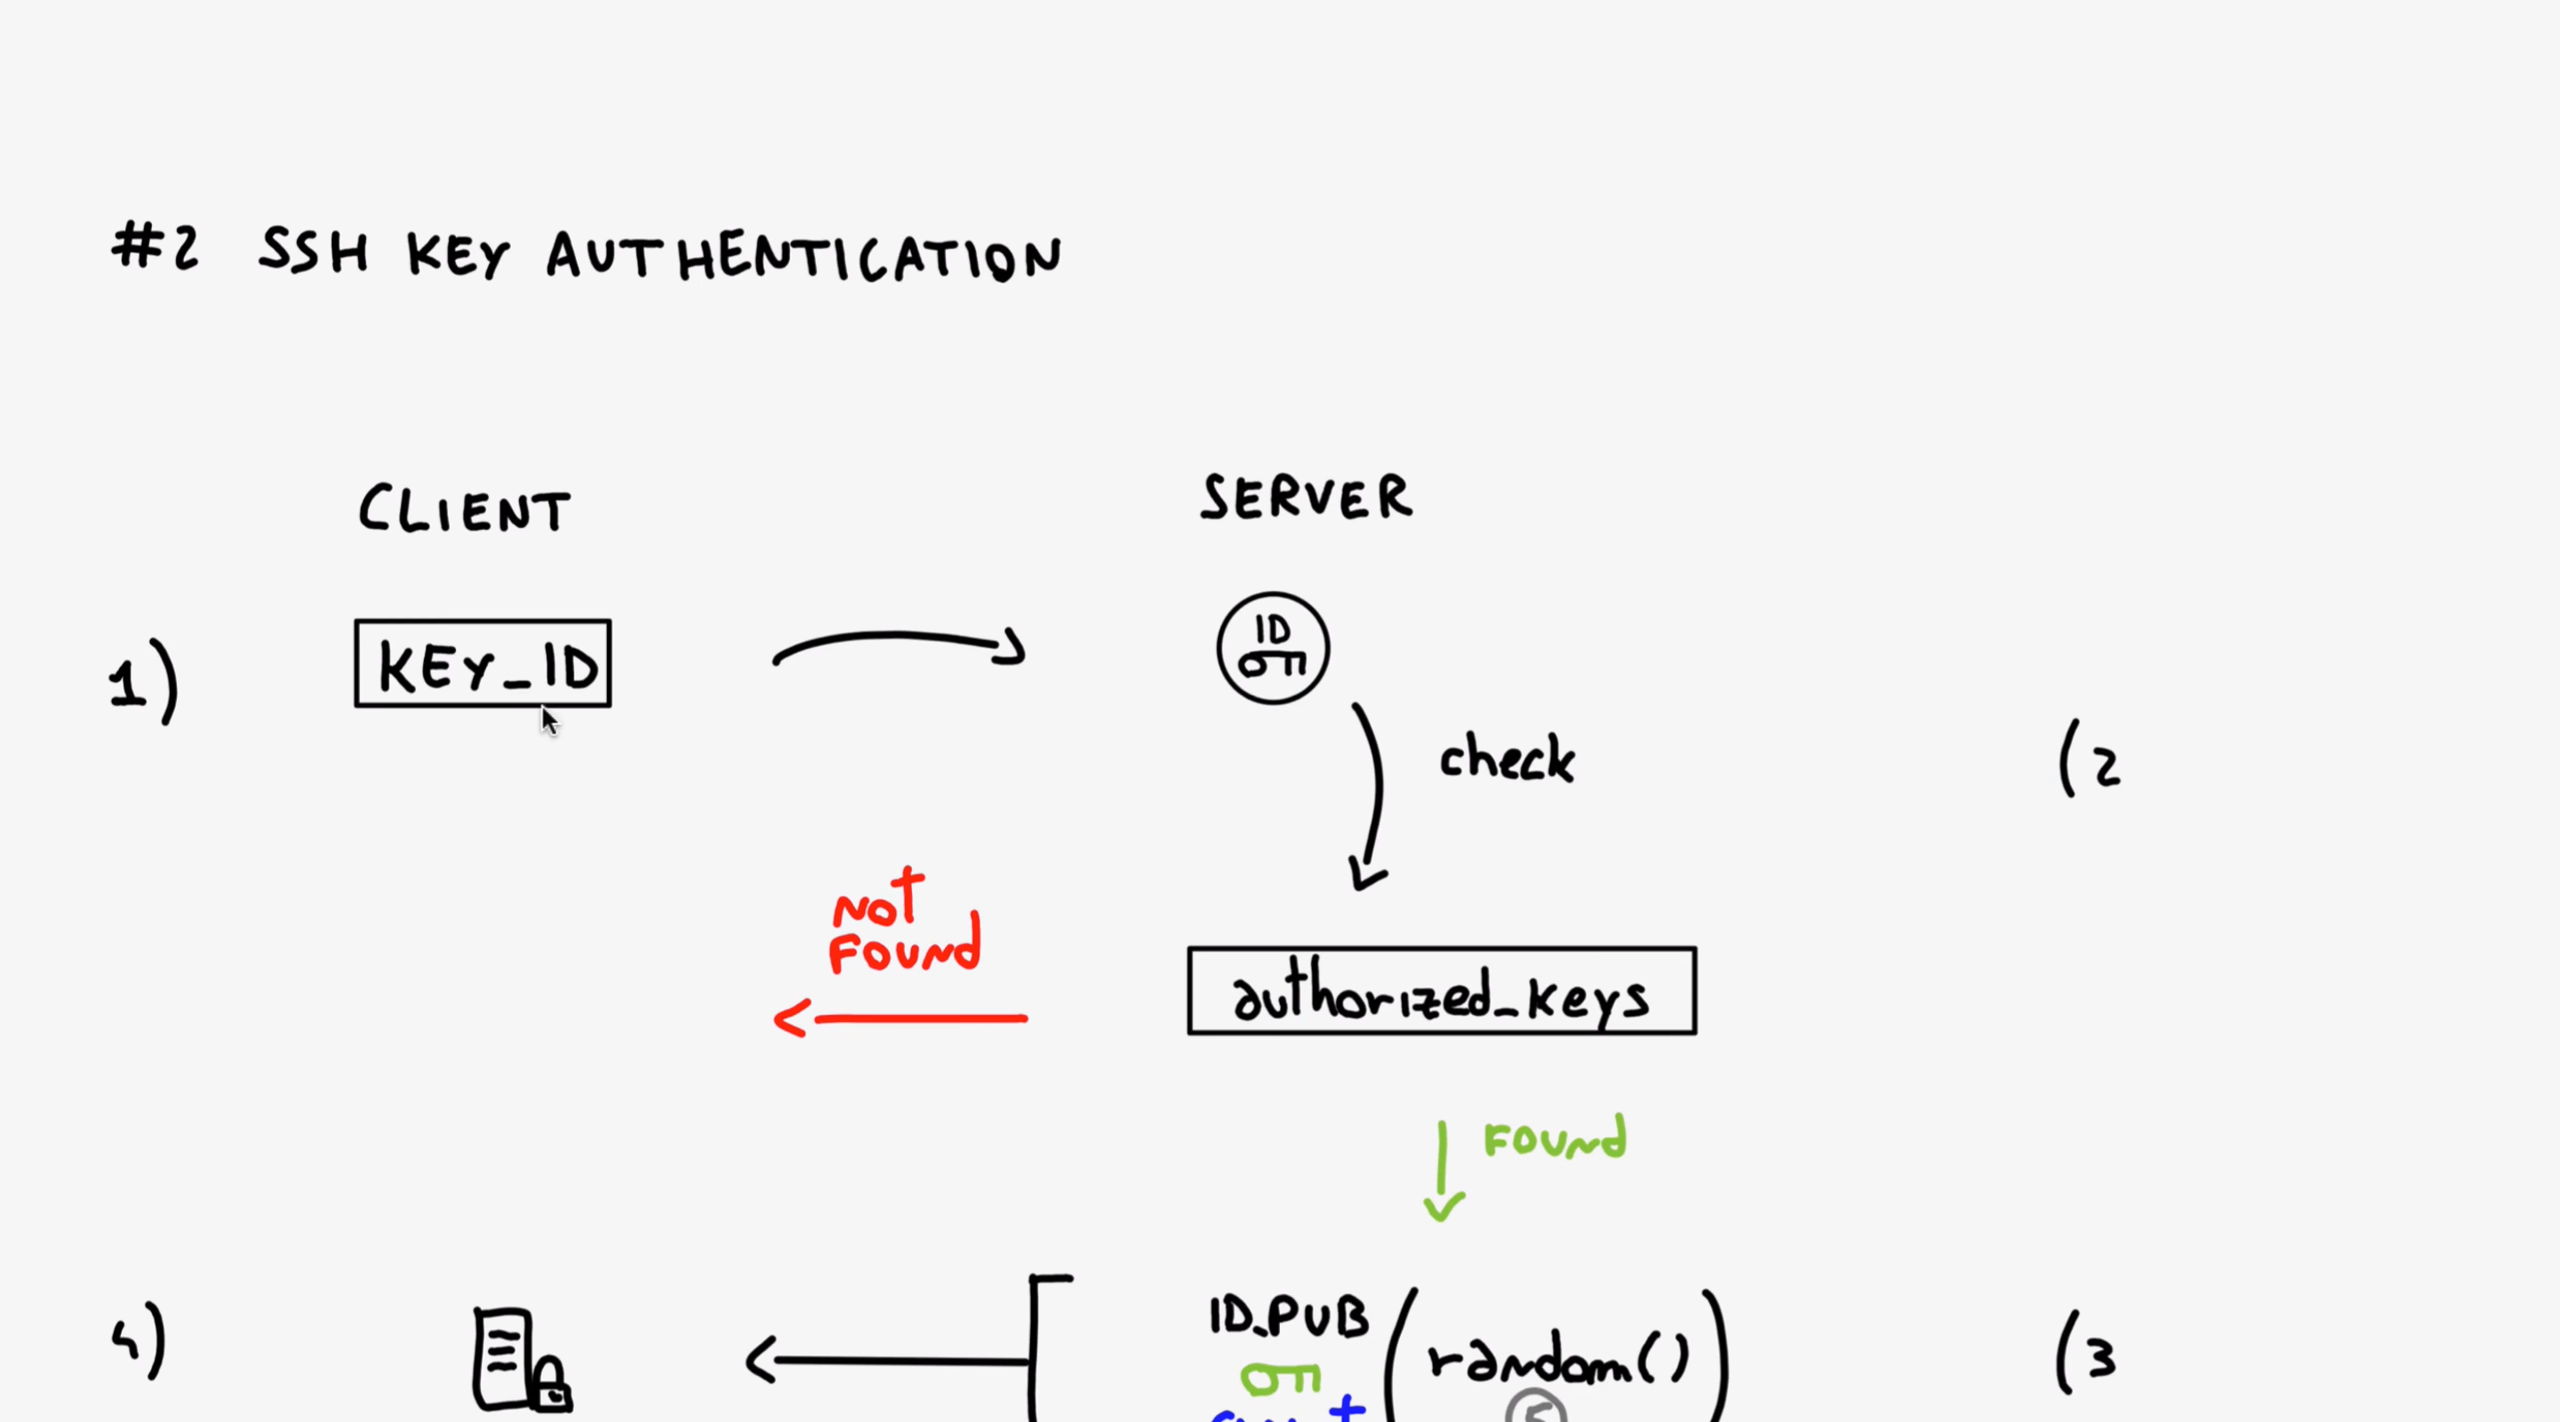 #2 SSH KEY AUTHENTICATION
CLIENT
SERVER
1)
KEY_ID
ID
check
(2
NOT
FOUND
authorized_keys
FOUND
4)
ID.PUB
(random())
(3